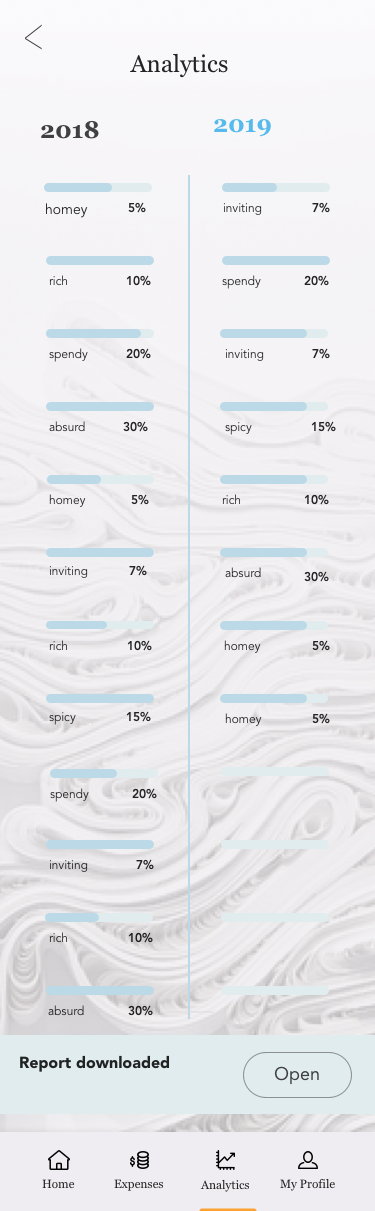 Analytics
2018
2019
homey 5%
inviting 7%
rich 10%
spendy 20%
spendy 20%
inviting 7%
absurd 30%
spicy 15%
homey 5%
rich 10%
inviting 7%
absurd 30%
rich 10%
homey 5%
spicy 15%
homey 5%
spendy 20%
inviting 7%
rich 10%
absurd 30%
Report downloaded
Open
Home
Expenses
Analytics
My Profile